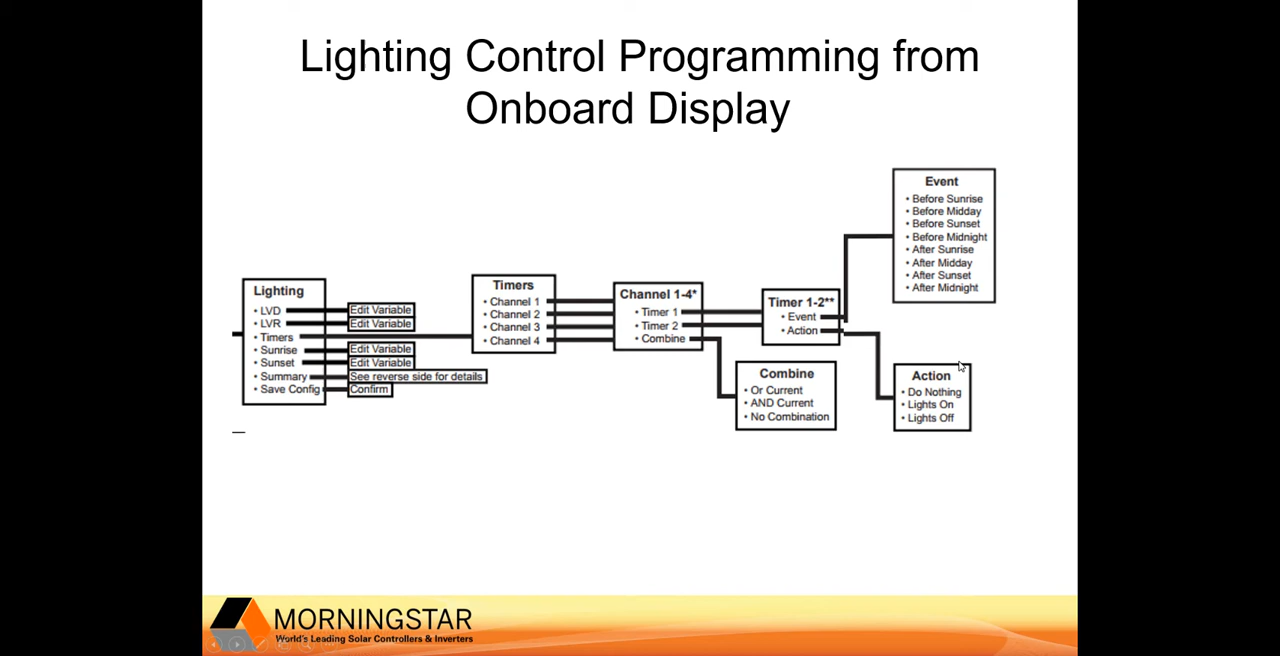 Lighting Control Programming from
Onboard Display
Lighting
• LVD
• LVR
• Timers
• Sunrise
• Sunset
• Summary
• Save Config
Edit Variable
Edit Variable
Edit Variable
Edit Variable
See reverse side for details
Confirm
Timers
• Channel 1
• Channel 2
• Channel 3
• Channel 4
Channel 1-4*
• Timer 1
• Timer 2
• Combine
Combine
• Or Current
• AND Current
• No Combination
Timer 1-2**
• Event
• Action
Event
• Before Sunrise
• Before Midday
• Before Sunset
• Before Midnight
• After Sunrise
• After Midday
• After Sunset
• After Midnight
Action
• Do Nothing
• Lights On
• Lights Off
MORNINGSTAR
World's Leading Solar Controllers & Inverters